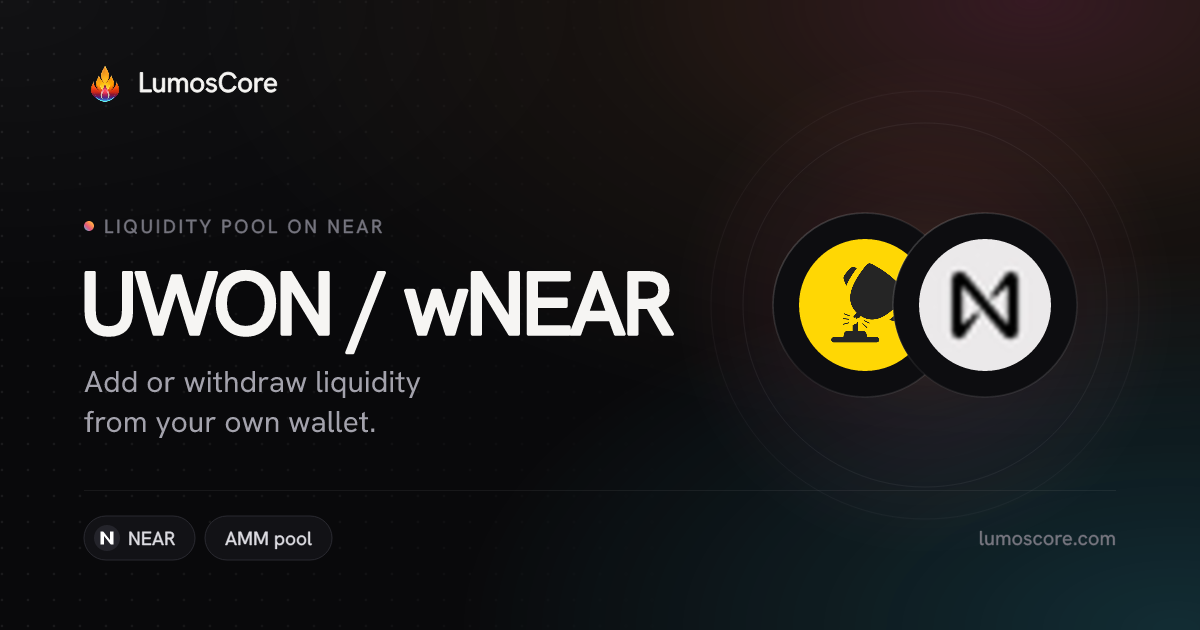 LumosCore
LIQUIDITY POOL ON NEAR
UWON / wNEAR
Add or withdraw liquidity
from your own wallet.
NEAR
AMM pool
lumoscore.com